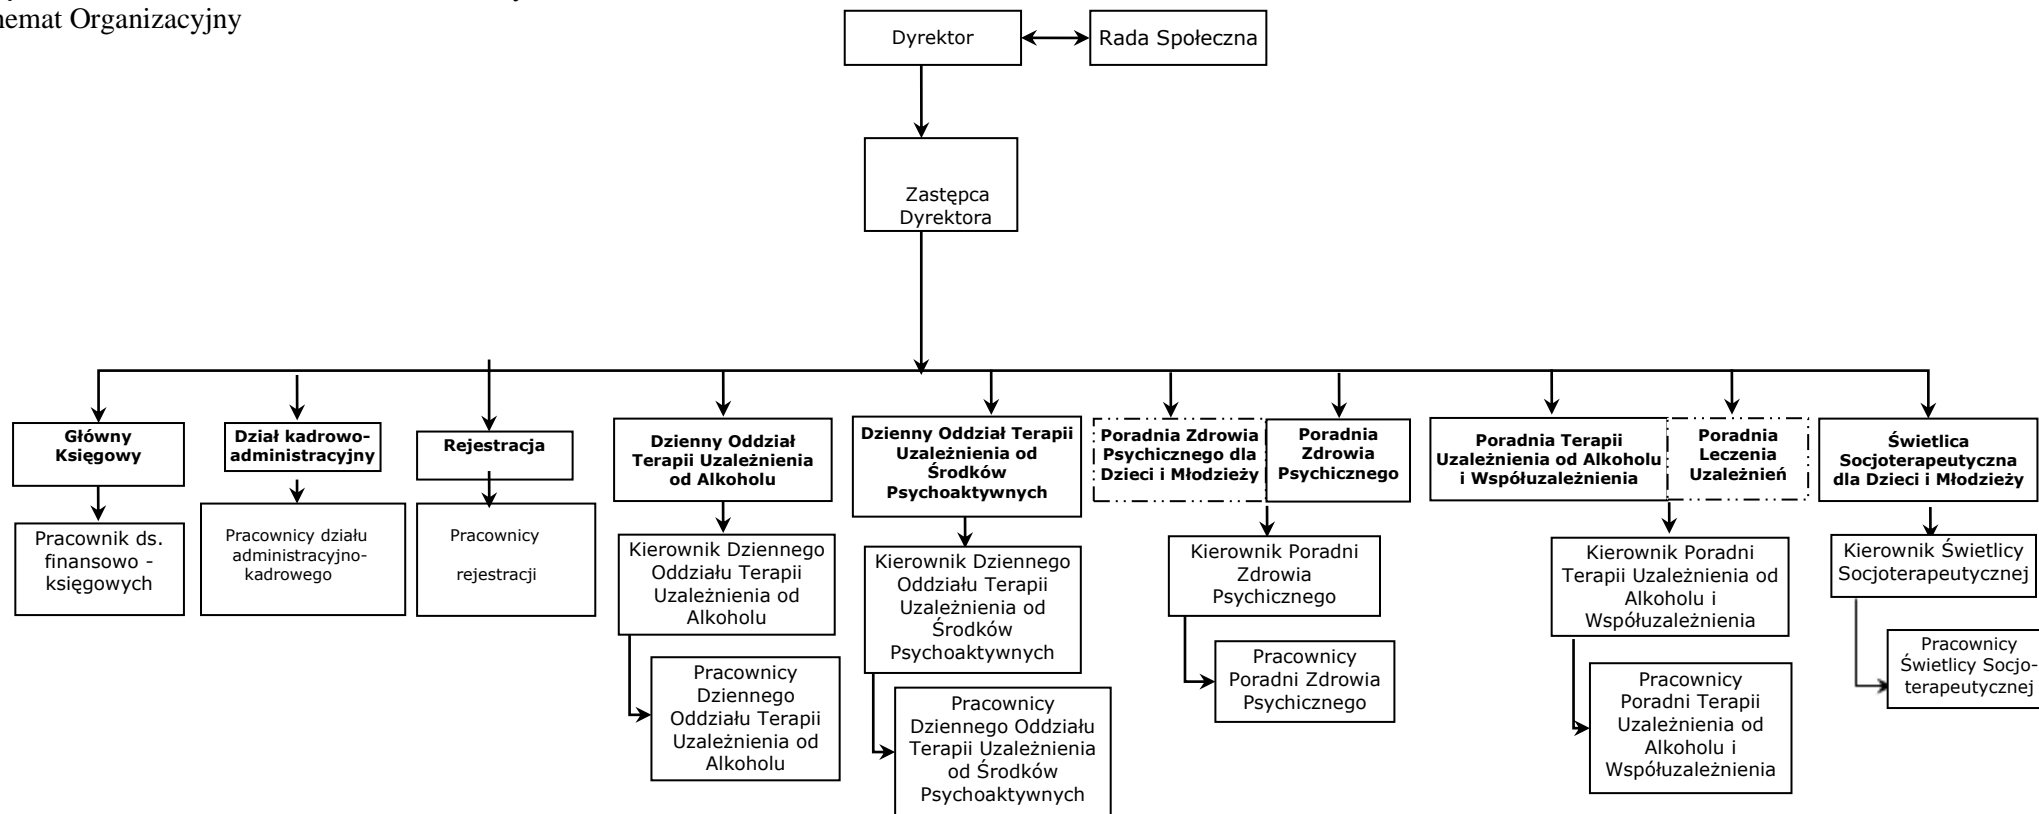 hemat Organizacyjny
Dyrektor
Rada Społeczna
Zastępca
Dyrektora
Główny
Księgowy
Dział kadrowo-
administracyjny
Rejestracja
Dzienny Oddział
Terapii Uzależnienia
od Alkoholu
Dzienny Oddział Terapii
Uzależnienia od
Środków
Psychoaktywnych
Poradnia Zdrowia
Psychicznego dla
Dzieci i Młodzieży
Poradnia
Zdrowia
Psychicznego
Poradnia Terapii
Uzależnienia od Alkoholu
i Współuzależnienia
Poradnia
Leczenia
Uzależnień
Świetlica
Socjoterapeutyczna
dla Dzieci i Młodzieży
Pracownik ds.
finansowo -
księgowych
Pracownicy działu
administracyjno-
kadrowego
Pracownicy
rejestracji
Kierownik Dziennego
Oddziału Terapii
Uzależnienia od
Alkoholu
Kierownik Dziennego
Oddziału Terapii
Uzależnienia od
Środków
Psychoaktywnych
Kierownik Poradni
Zdrowia
Psychicznego
Kierownik Poradni
Terapii Uzależnienia od
Alkoholu i
Współuzależnienia
Kierownik Świetlicy
Socjoterapeutycznej
Pracownicy
Dziennego
Oddziału Terapii
Uzależnienia od
Alkoholu
Pracownicy
Dziennego Oddziału
Terapii Uzależnienia
od Środków
Psychoaktywnych
Pracownicy
Poradni Zdrowia
Psychicznego
Pracownicy
Poradni Terapii
Uzależnienia od
Alkoholu i
Współuzależnienia
Pracownicy
Świetlicy Socjo-
terapeutycznej